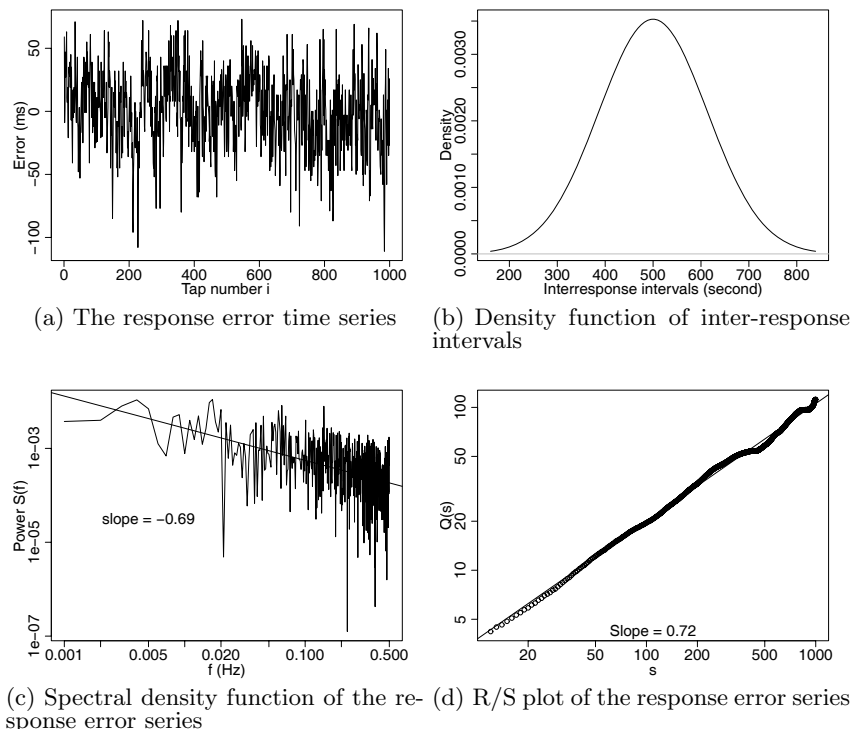 50
0
−50
−100
Error (ms)
0 200 400 600 800 1000
Tap number i
(a) The response error time series
0.0030
0.0020
0.0010
0.0000
Density
200 300 400 500 600 700 800
Interresponse intervals (second)
(b) Density function of inter-response
intervals
1e−03
1e−05
1e−07
Power S(f)
slope = −0.69
0.001 0.005 0.020 0.100 0.500
f (Hz)
(c) Spectral density function of the re-
sponse error series
100
50
20
10
5
Q(s)
Slope = 0.72
20 50 100 200 500 1000
s
(d) R/S plot of the response error series